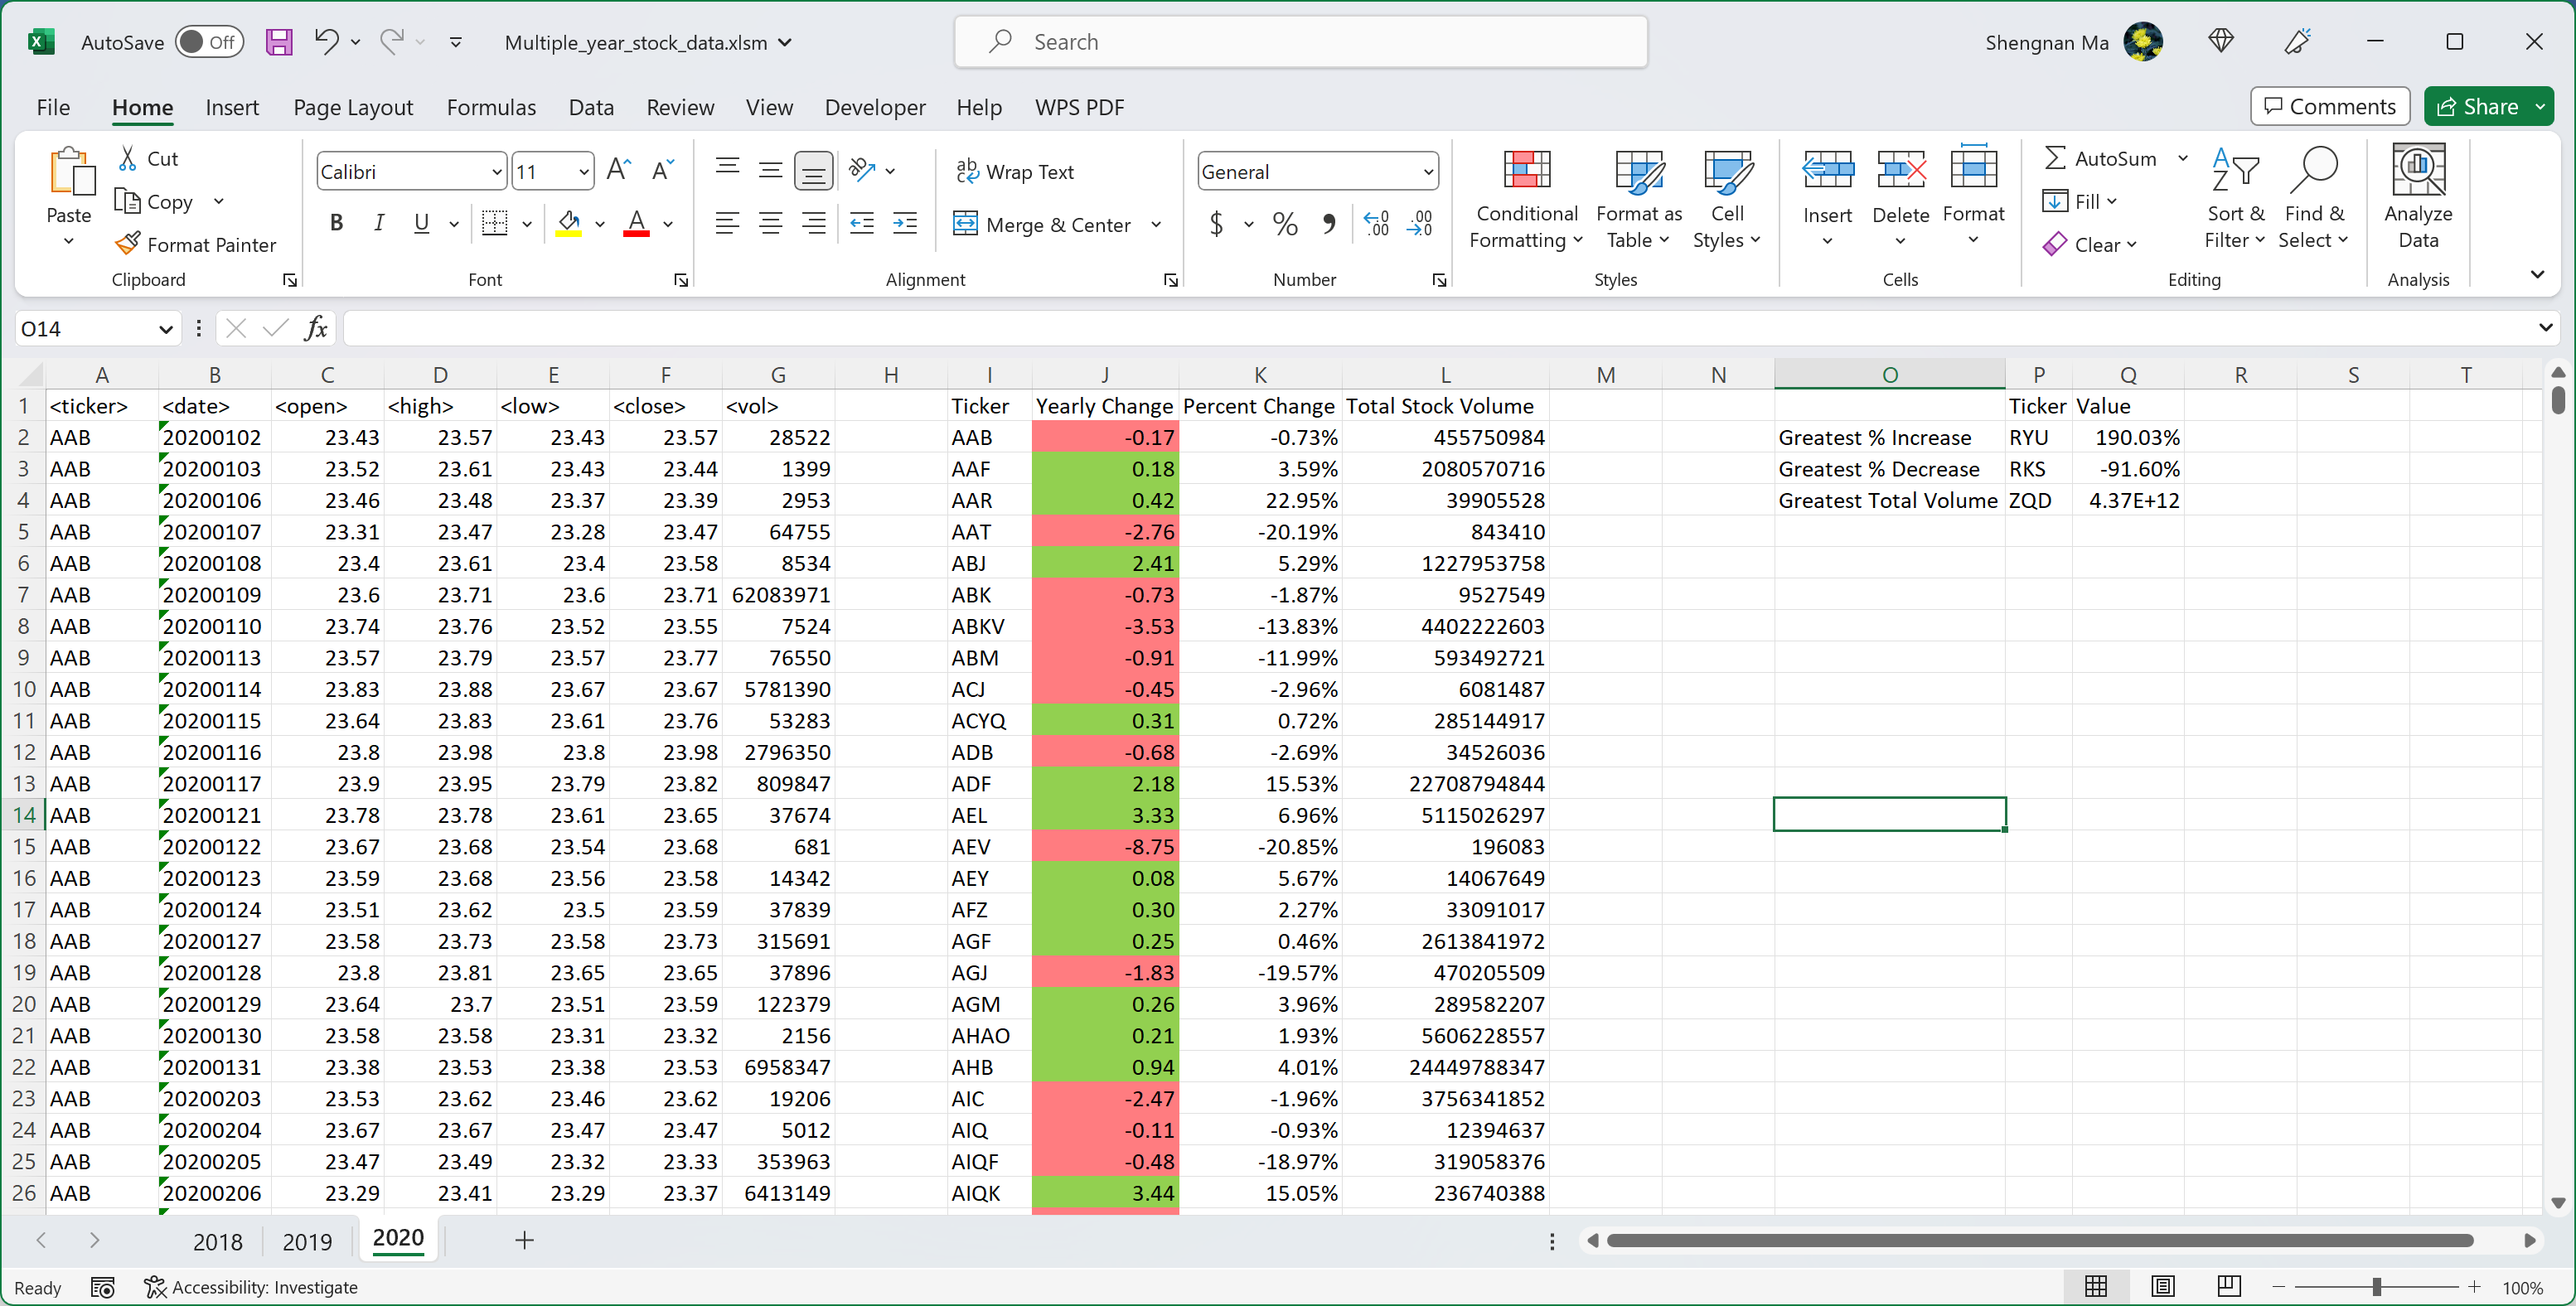 AutoSave Off Multiple_year_stock_data.xlsm Search Shengnan Ma
File Home Insert Page Layout Formulas Data Review View Developer Help WPS PDF Comments Share
Paste Cut Copy Format Painter Clipboard
Calibri 11 B I U A Font
Wrap Text Merge & Center Alignment
General $ % Number
Conditional Formatting Format as Table Cell Styles Styles
Insert Delete Format Cells
AutoSum Fill Clear Sort & Filter Find & Select Editing
Analyze Data Analysis
O14 fx
A B C D E F G H I J K L M N O P Q R S T
1 <ticker> <date> <open> <high> <low> <close> <vol> Ticker Yearly Change Percent Change Total Stock Volume Ticker Value
2 AAB 20200102 23.43 23.57 23.43 23.57 28522 AAB -0.17 -0.73% 455750984 Greatest % Increase RYU 190.03%
3 AAB 20200103 23.52 23.61 23.43 23.44 1399 AAF 0.18 3.59% 2080570716 Greatest % Decrease RKS -91.60%
4 AAB 20200106 23.46 23.48 23.37 23.39 2953 AAR 0.42 22.95% 39905528 Greatest Total Volume ZQD 4.37E+12
5 AAB 20200107 23.31 23.47 23.28 23.47 64755 AAT -2.76 -20.19% 843410
6 AAB 20200108 23.4 23.61 23.4 23.58 8534 ABJ 2.41 5.29% 1227953758
7 AAB 20200109 23.6 23.71 23.6 23.71 62083971 ABK -0.73 -1.87% 9527549
8 AAB 20200110 23.74 23.76 23.52 23.55 7524 ABKV -3.53 -13.83% 4402222603
9 AAB 20200113 23.57 23.79 23.57 23.77 76550 ABM -0.91 -11.99% 593492721
10 AAB 20200114 23.83 23.88 23.67 23.67 5781390 ACJ -0.45 -2.96% 6081487
11 AAB 20200115 23.64 23.83 23.61 23.76 53283 ACYQ 0.31 0.72% 285144917
12 AAB 20200116 23.8 23.98 23.8 23.98 2796350 ADB -0.68 -2.69% 34526036
13 AAB 20200117 23.9 23.95 23.79 23.82 809847 ADF 2.18 15.53% 22708794844
14 AAB 20200121 23.78 23.78 23.61 23.65 37674 AEL 3.33 6.96% 5115026297
15 AAB 20200122 23.67 23.68 23.54 23.68 681 AEV -8.75 -20.85% 196083
16 AAB 20200123 23.59 23.68 23.56 23.58 14342 AEY 0.08 5.67% 14067649
17 AAB 20200124 23.51 23.62 23.5 23.59 37839 AFZ 0.30 2.27% 33091017
18 AAB 20200127 23.58 23.73 23.58 23.73 315691 AGF 0.25 0.46% 2613841972
19 AAB 20200128 23.8 23.81 23.65 23.65 37896 AGJ -1.83 -19.57% 470205509
20 AAB 20200129 23.64 23.7 23.51 23.59 122379 AGM 0.26 3.96% 289582207
21 AAB 20200130 23.58 23.58 23.31 23.32 2156 AHAO 0.21 1.93% 5606228557
22 AAB 20200131 23.38 23.53 23.38 23.53 6958347 AHB 0.94 4.01% 24449788347
23 AAB 20200203 23.53 23.62 23.46 23.62 19206 AIC -2.47 -1.96% 3756341852
24 AAB 20200204 23.67 23.67 23.47 23.47 5012 AIQ -0.11 -0.93% 12394637
25 AAB 20200205 23.47 23.49 23.32 23.33 353963 AIQF -0.48 -18.97% 319058376
26 AAB 20200206 23.29 23.41 23.29 23.37 6413149 AIQK 3.44 15.05% 236740388
2018 2019 2020
Ready Accessibility: Investigate 100%